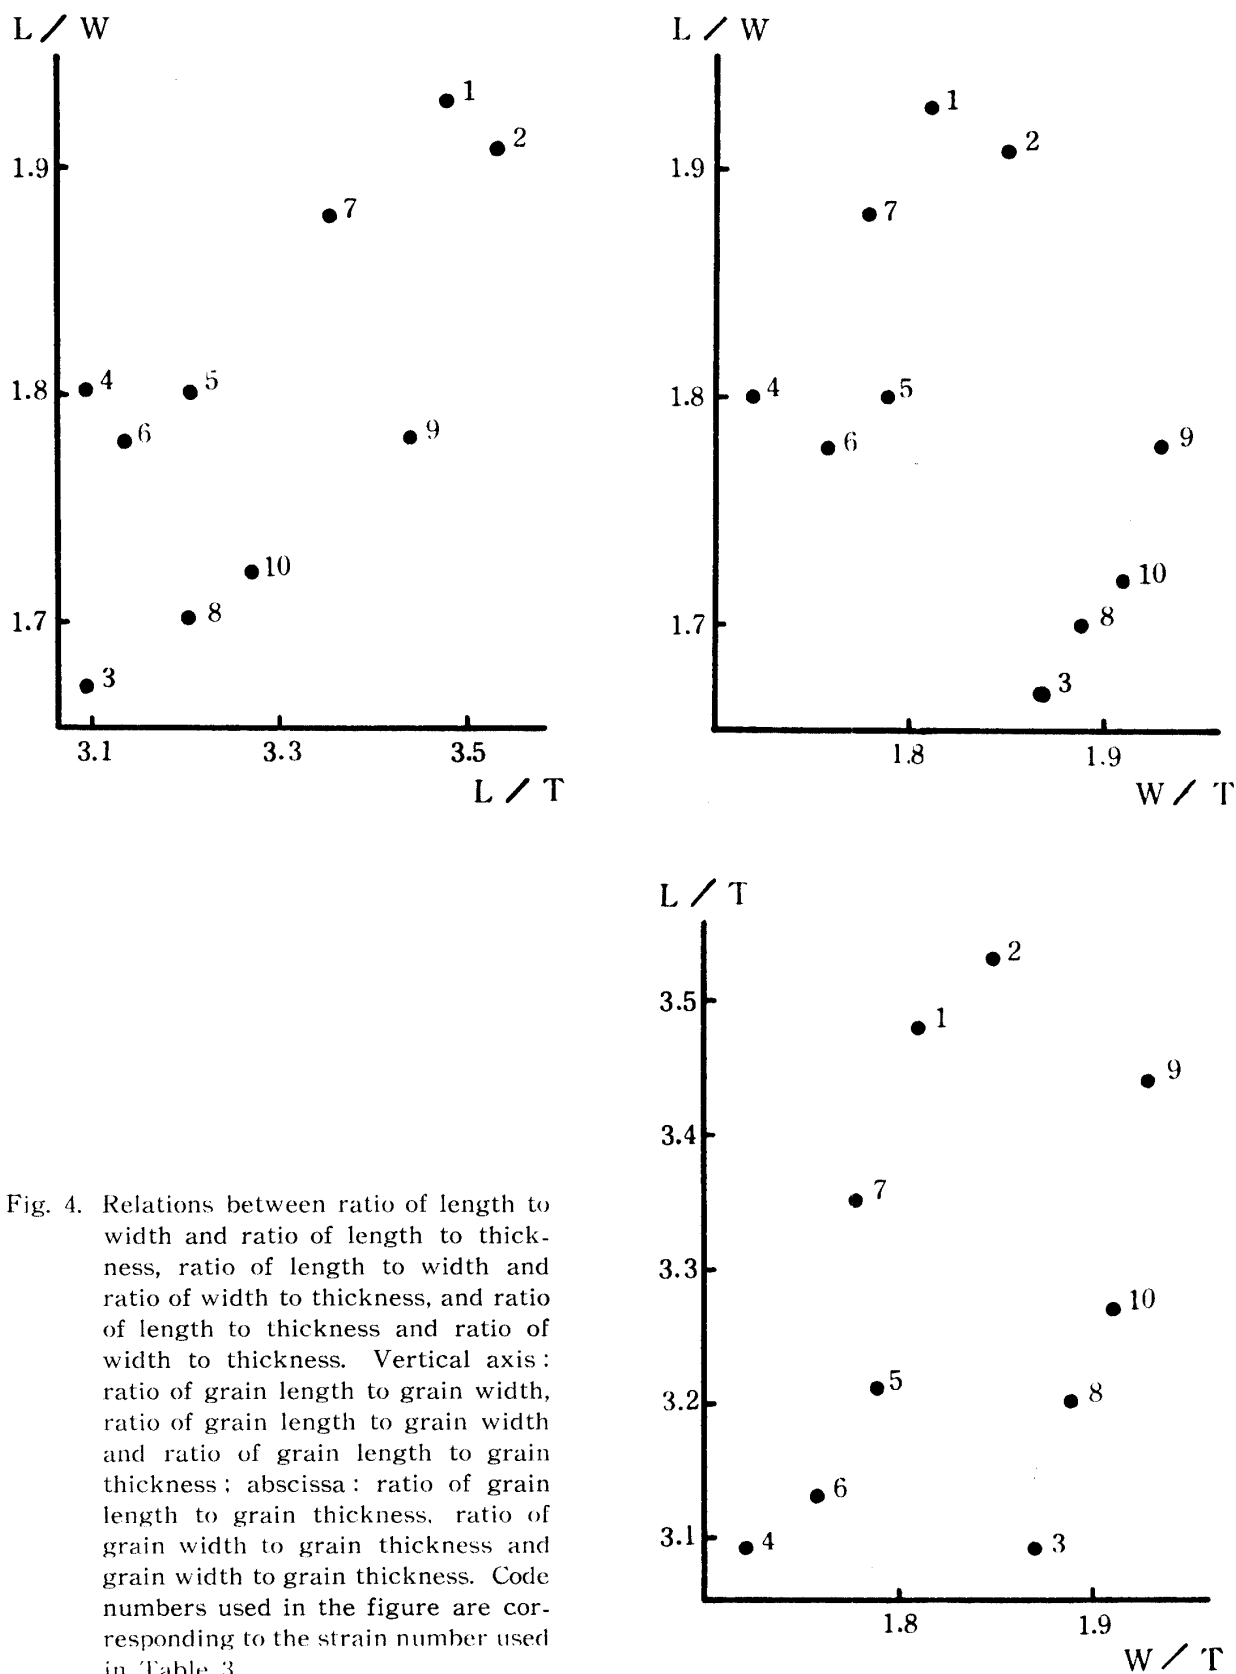 L / W
1
2
1.9
7
4
5
1.8
6
9
10
1.7
8
3
3.1 3.3 3.5
L / T
L / W
1
2
1.9
7
4
5
1.8
6
9
10
1.7
8
3
1.8 1.9
W / T
L / T
2
3.5
1
9
3.4
7
3.3
10
5
3.2
8
6
3.1
4
3
1.8 1.9
W / T
Fig. 4. Relations between ratio of length to
width and ratio of length to thick-
ness, ratio of length to width and
ratio of width to thickness, and ratio
of length to thickness and ratio of
width to thickness. Vertical axis :
ratio of grain length to grain width,
ratio of grain length to grain width
and ratio of grain length to grain
thickness ; abscissa : ratio of grain
length to grain thickness, ratio of
grain width to grain thickness and
grain width to grain thickness. Code
numbers used in the figure are cor-
responding to the strain number used
in Table 3